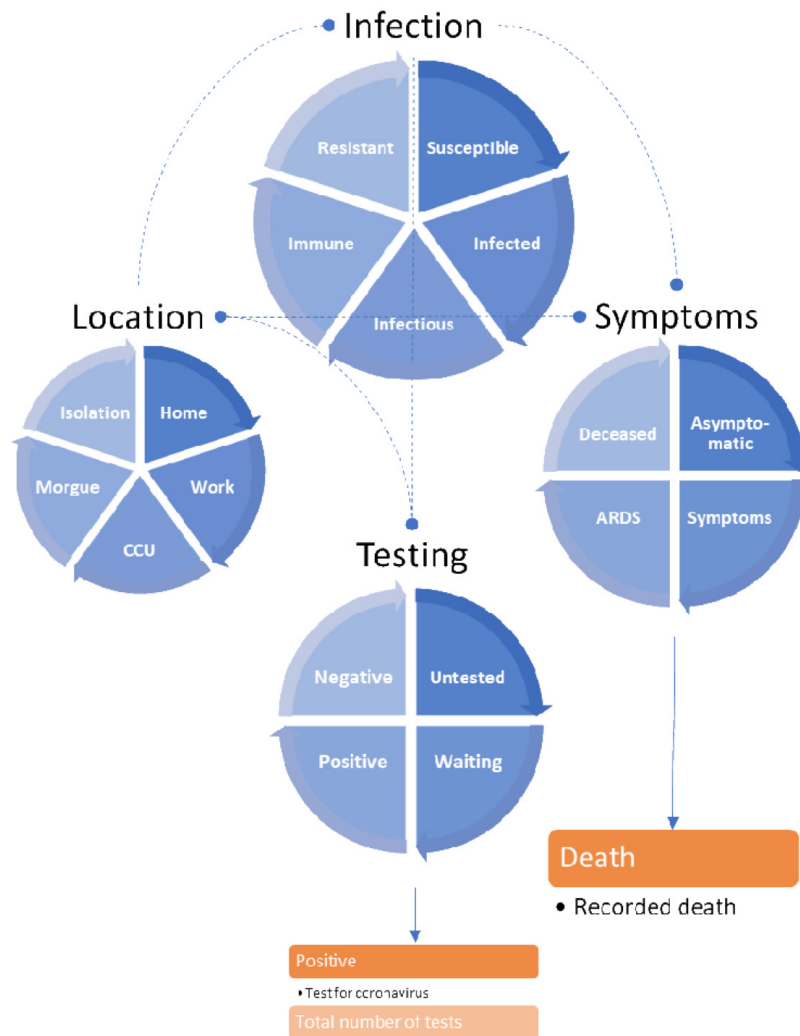 Infection
Resistant
Susceptible
Immune
Infected
Infectious
Location
Symptoms
Isolation
Home
Morgue
Work
CCU
Deceased
Asympto-
matic
ARDS
Symptoms
Testing
Negative
Untested
Positive
Waiting
Death
• Recorded death
Positive
• Test for coronavirus
Total number of tests